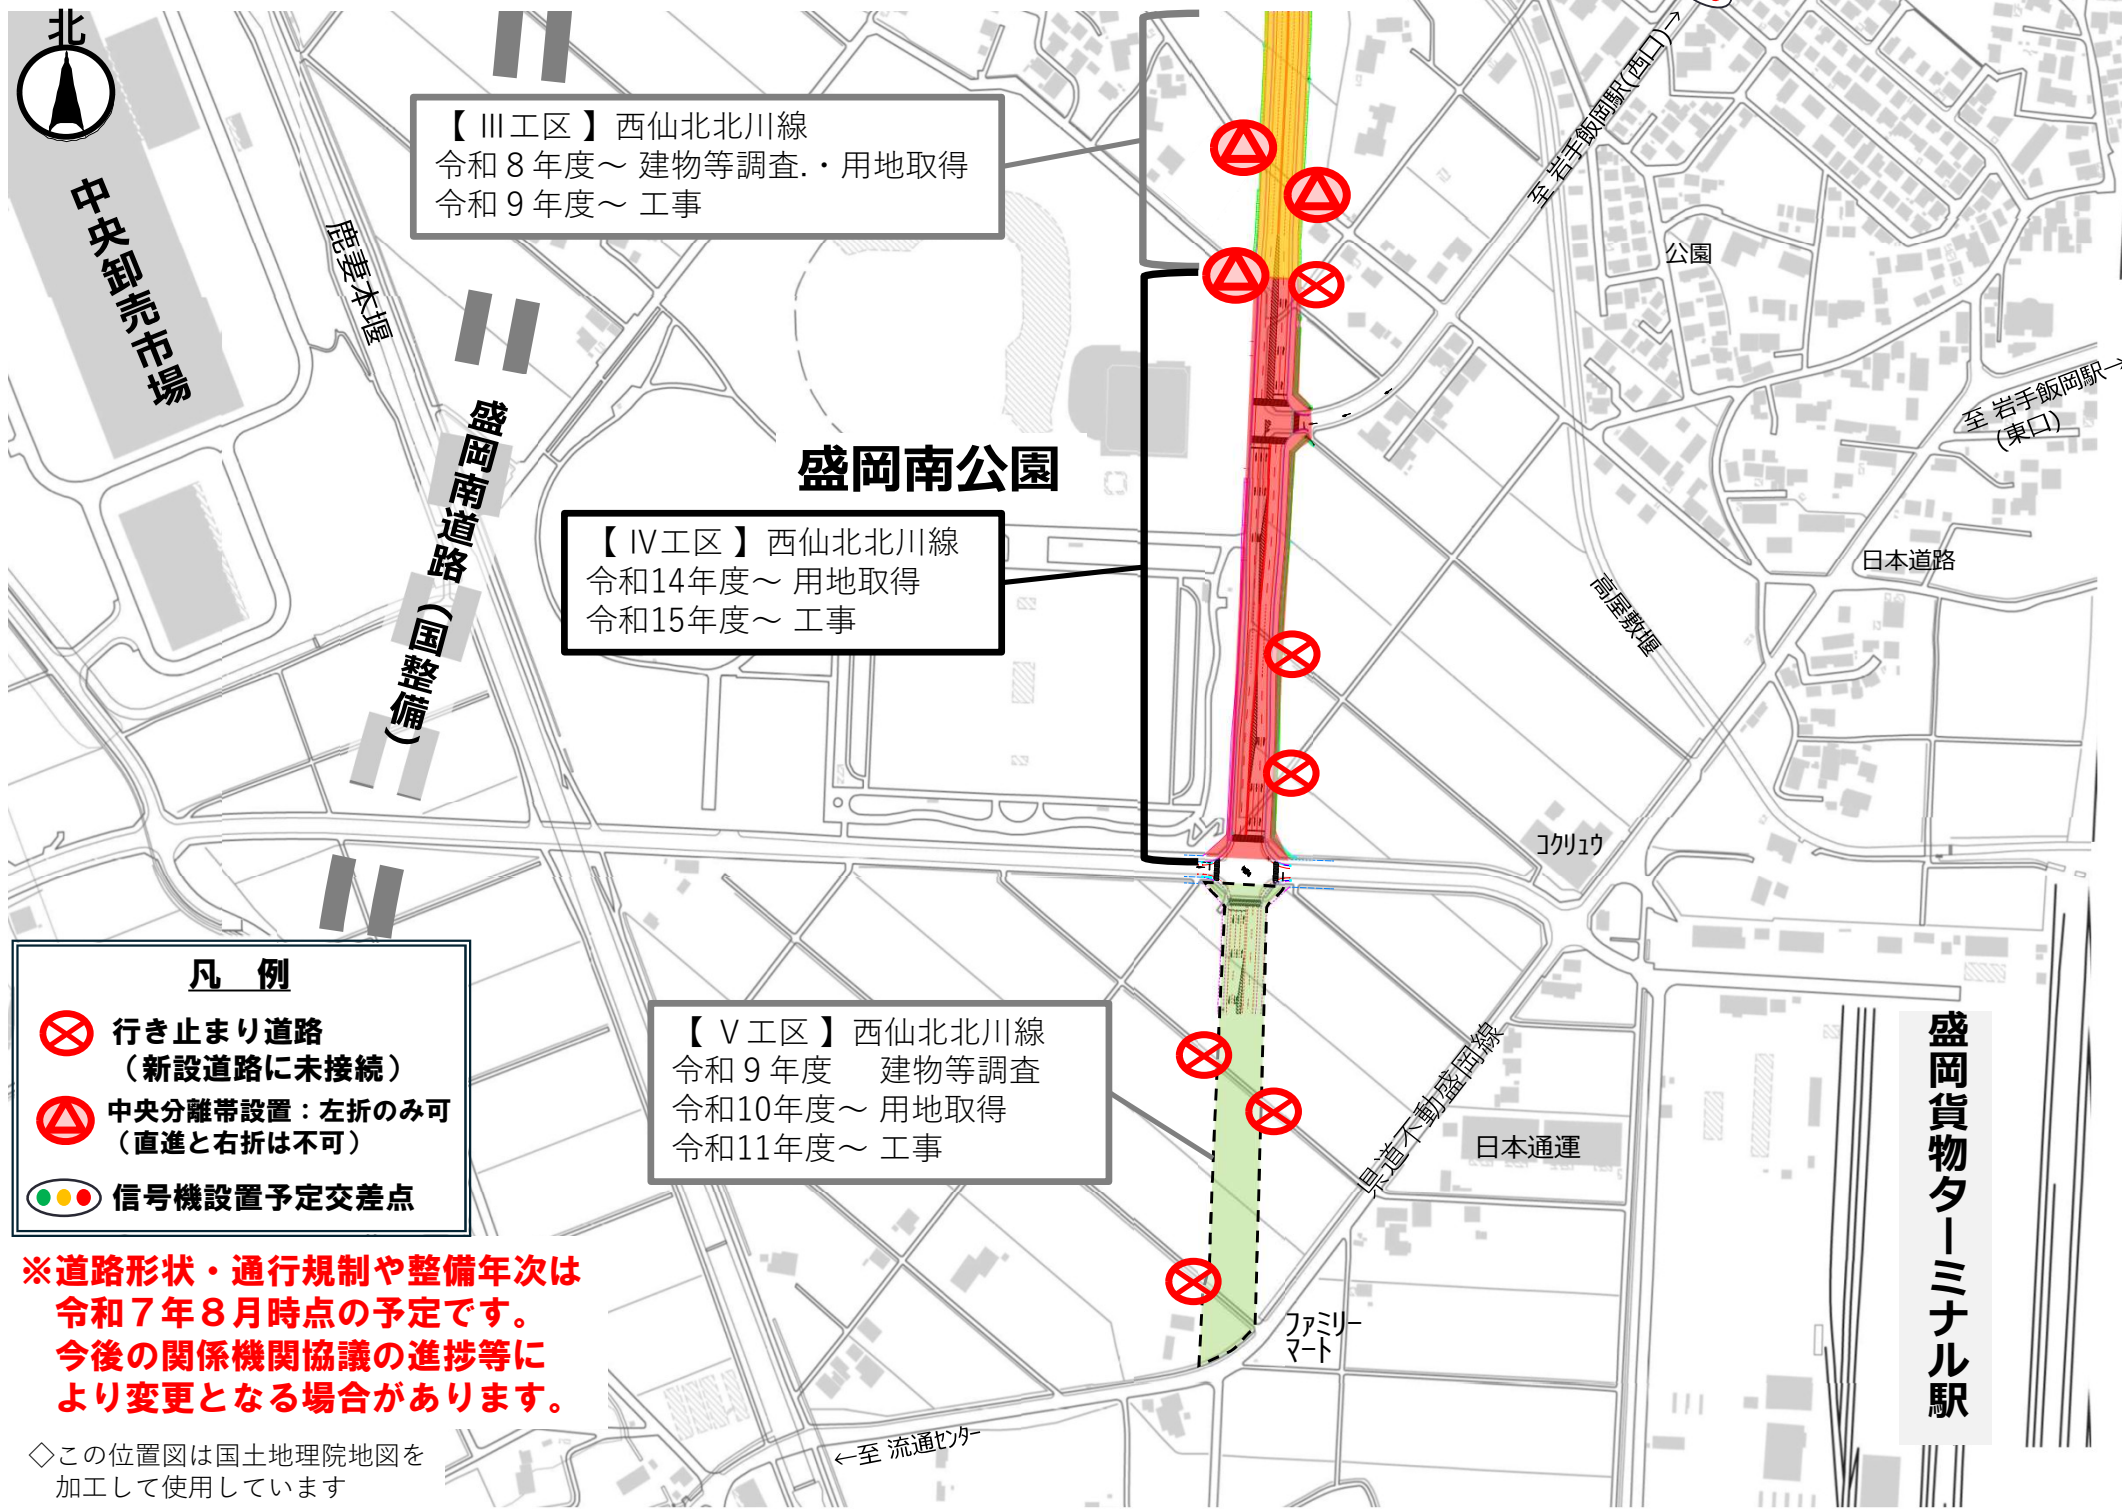 北
中央卸売市場
鹿妻本堰
【 Ⅲ工区 】西仙北北川線
令和８年度～ 建物等調査.・用地取得
令和９年度～ 工事
至 岩手飯岡駅(西口)→
公園
至 岩手飯岡駅→
(東口)
盛岡南道路(国整備)
盛岡南公園
【 Ⅳ工区 】西仙北北川線
令和14年度～ 用地取得
令和15年度～ 工事
日本道路
高屋敷堰
コクリュウ
凡 例
行き止まり道路
（新設道路に未接続）
中央分離帯設置：左折のみ可
（直進と右折は不可）
信号機設置予定交差点
【 Ⅴ工区 】西仙北北川線
令和９年度 建物等調査
令和10年度～ 用地取得
令和11年度～ 工事
県道不動盛岡線
日本通運
盛岡貨物ターミナル駅
ファミリー
マート
※道路形状・通行規制や整備年次は
令和７年８月時点の予定です。
今後の関係機関協議の進捗等に
より変更となる場合があります。
←至 流通センター
◇この位置図は国土地理院地図を
加工して使用しています